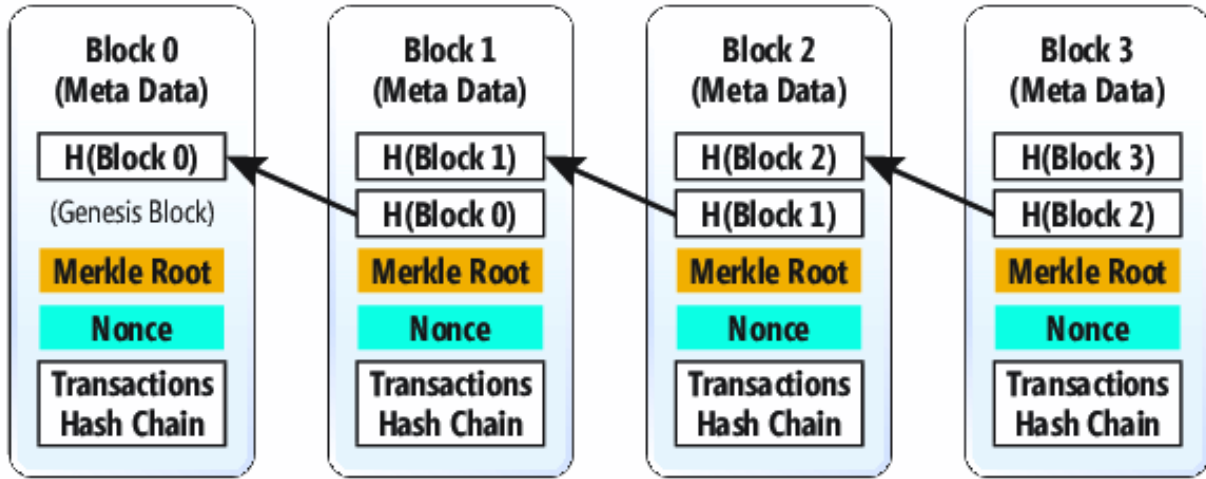 Block 0
(Meta Data)
H(Block 0)
(Genesis Block)
Merkle Root
Nonce
Transactions
Hash Chain
Block 1
(Meta Data)
H(Block 1)
H(Block 0)
Merkle Root
Nonce
Transactions
Hash Chain
Block 2
(Meta Data)
H(Block 2)
H(Block 1)
Merkle Root
Nonce
Transactions
Hash Chain
Block 3
(Meta Data)
H(Block 3)
H(Block 2)
Merkle Root
Nonce
Transactions
Hash Chain